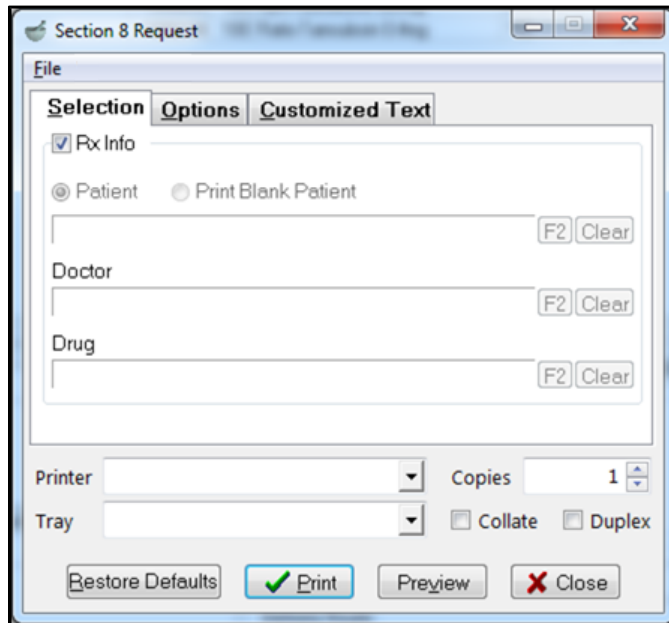 Section 8 Request
File
Selection Options Customized Text
Rx Info
Patient Print Blank Patient
F2 Clear
Doctor
F2 Clear
Drug
F2 Clear
Printer Copies 1
Tray Collate Duplex
Restore Defaults Print Preview Close